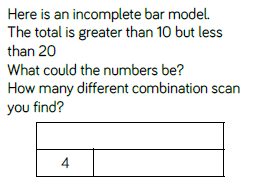 Here is an incomplete bar model.
The total is greater than 10 but less
than 20
What could the numbers be?
How many different combination scan
you find?
4